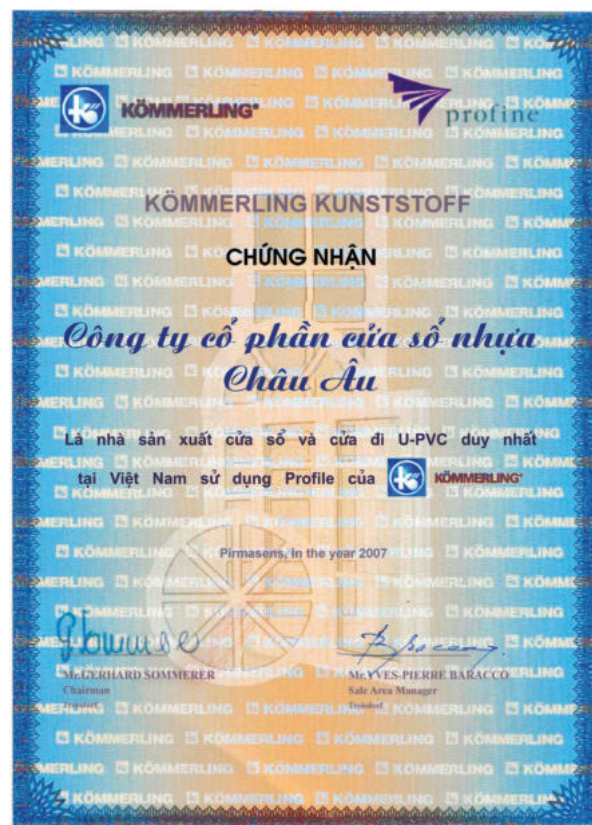 KÖMMERLING®
profine
KÖMMERLING KUNSTSTOFF
CHỨNG NHẬN
Công ty cổ phần cửa sổ nhựa
Châu Âu
Là nhà sản xuất cửa sổ và cửa đi U-PVC duy nhất
tại Việt Nam sử dụng Profile của KÖMMERLING®
Pirmasens, in the year 2007
Mr.GERHARD SOMMERER
Chairman
Mr.YVES-PIERRE BARACCO
Sale Area Manager